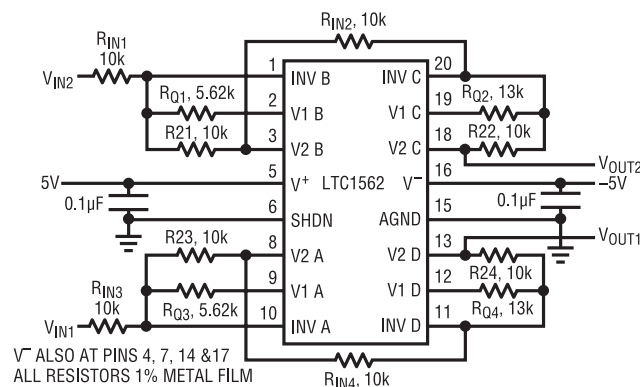 RIN2, 10k
RIN1
10k
VIN2
1
INV B
INV C
20
RQ1, 5.62k
2
V1 B
V1 C
19
RQ2, 13k
R21, 10k
3
V2 B
V2 C
18
R22, 10k
VOUT2
5V
5
V+
LTC1562
V–
16
–5V
0.1µF
6
SHDN
AGND
15
0.1µF
R23, 10k
8
V2 A
V2 D
13
VOUT1
R24, 10k
9
V1 A
V1 D
12
RIN3
10k
RQ3, 5.62k
RQ4, 13k
VIN1
10
INV A
INV D
11
V– ALSO AT PINS 4, 7, 14 &17
ALL RESISTORS 1% METAL FILM
RIN4, 10k